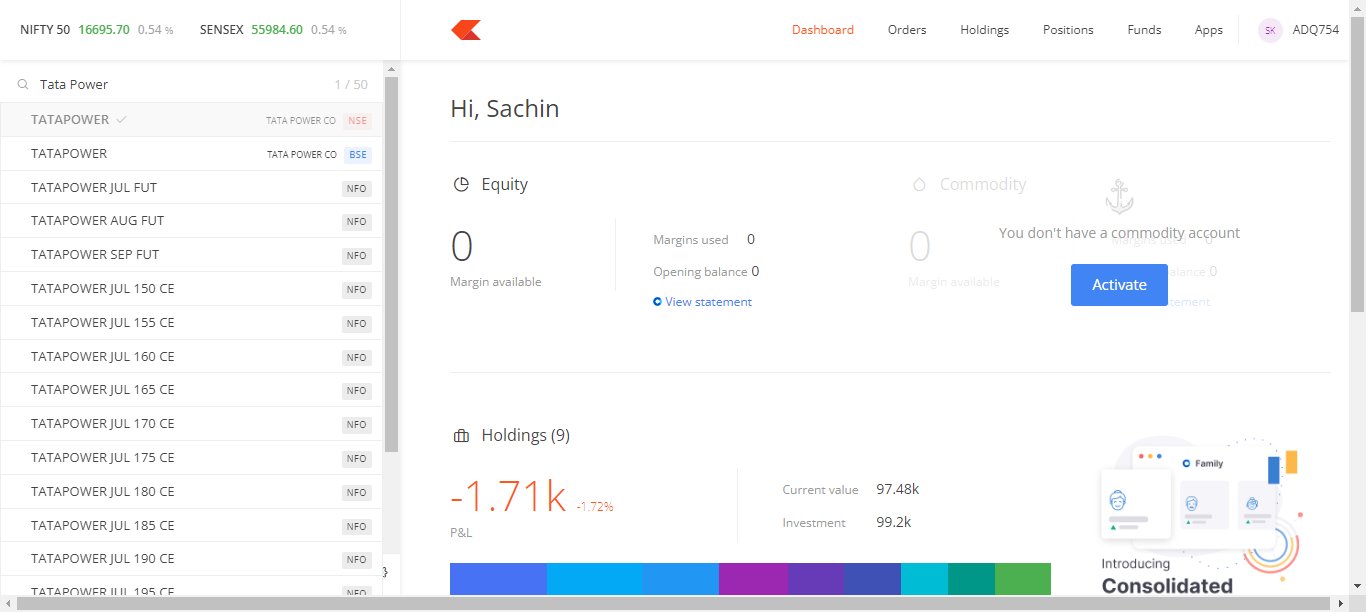 NIFTY 50 16695.70 0.54 % SENSEX 55984.60 0.54 %
Dashboard Orders Holdings Positions Funds Apps SK ADQ754
Tata Power 1 / 50
TATAPOWER TATA POWER CO NSE
TATAPOWER TATA POWER CO BSE
TATAPOWER JUL FUT NFO
TATAPOWER AUG FUT NFO
TATAPOWER SEP FUT NFO
TATAPOWER JUL 150 CE NFO
TATAPOWER JUL 155 CE NFO
TATAPOWER JUL 160 CE NFO
TATAPOWER JUL 165 CE NFO
TATAPOWER JUL 170 CE NFO
TATAPOWER JUL 175 CE NFO
TATAPOWER JUL 180 CE NFO
TATAPOWER JUL 185 CE NFO
TATAPOWER JUL 190 CE NFO
TATAPOWER JUL 195 CE NFO
Hi, Sachin
Equity
0
Margin available
Margins used 0
Opening balance 0
View statement
Commodity
0
Margin available
You don't have a commodity account
Margins used 0
alance 0
tement
Activate
Holdings (9)
-1.71k -1.72%
P&L
Current value 97.48k
Investment 99.2k
Family
Introducing
Consolidated